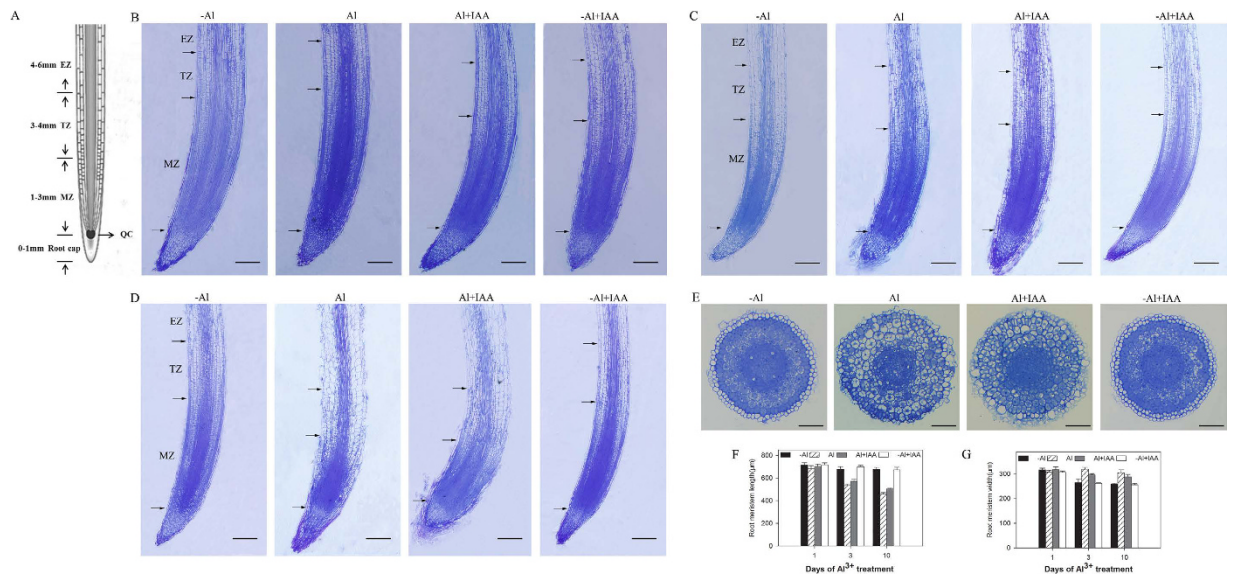 A
4-6mm EZ
3-4mm TZ
1-3mm MZ
QC
0-1mm Root cap
B
-Al Al Al+IAA -Al+IAA
EZ
TZ
MZ
C
-Al Al Al+IAA -Al+IAA
EZ
TZ
MZ
D
-Al Al Al+IAA -Al+IAA
EZ
TZ
MZ
E
-Al Al Al+IAA -Al+IAA
F
-Al Al Al+IAA -Al+IAA
Root meristem length(μm)
800
600
400
200
0
1 3 10
Days of Al³⁺ treatment
G
-Al Al Al+IAA -Al+IAA
Root meristem width(μm)
300
200
100
0
1 3 10
Days of Al³⁺ treatment